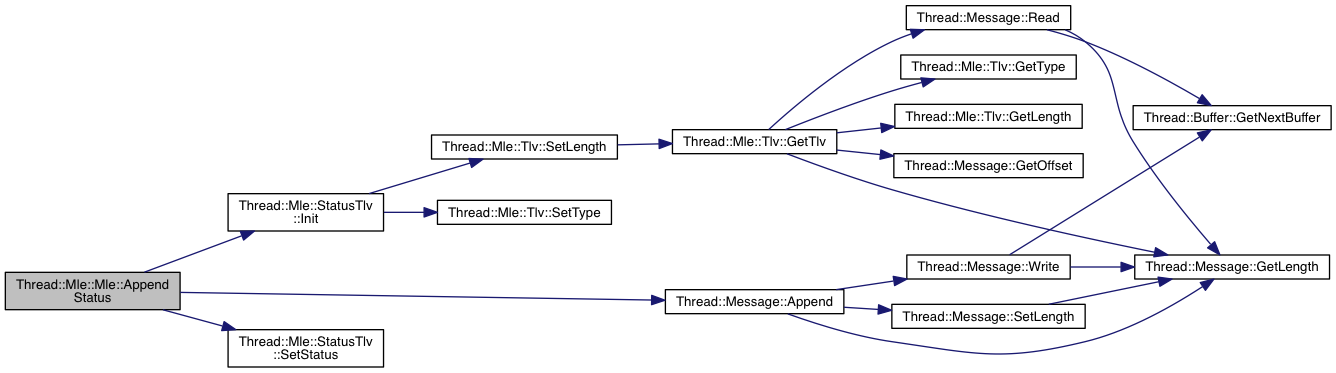 Thread::Message::Read
Thread::Mle::Tlv::GetType
Thread::Mle::Tlv::GetLength
Thread::Buffer::GetNextBuffer
Thread::Mle::Tlv::SetLength
Thread::Mle::Tlv::GetTlv
Thread::Message::GetOffset
Thread::Mle::StatusTlv
::Init
Thread::Mle::Tlv::SetType
Thread::Message::Write
Thread::Message::GetLength
Thread::Mle::Mle::Append
Status
Thread::Message::Append
Thread::Message::SetLength
Thread::Mle::StatusTlv
::SetStatus